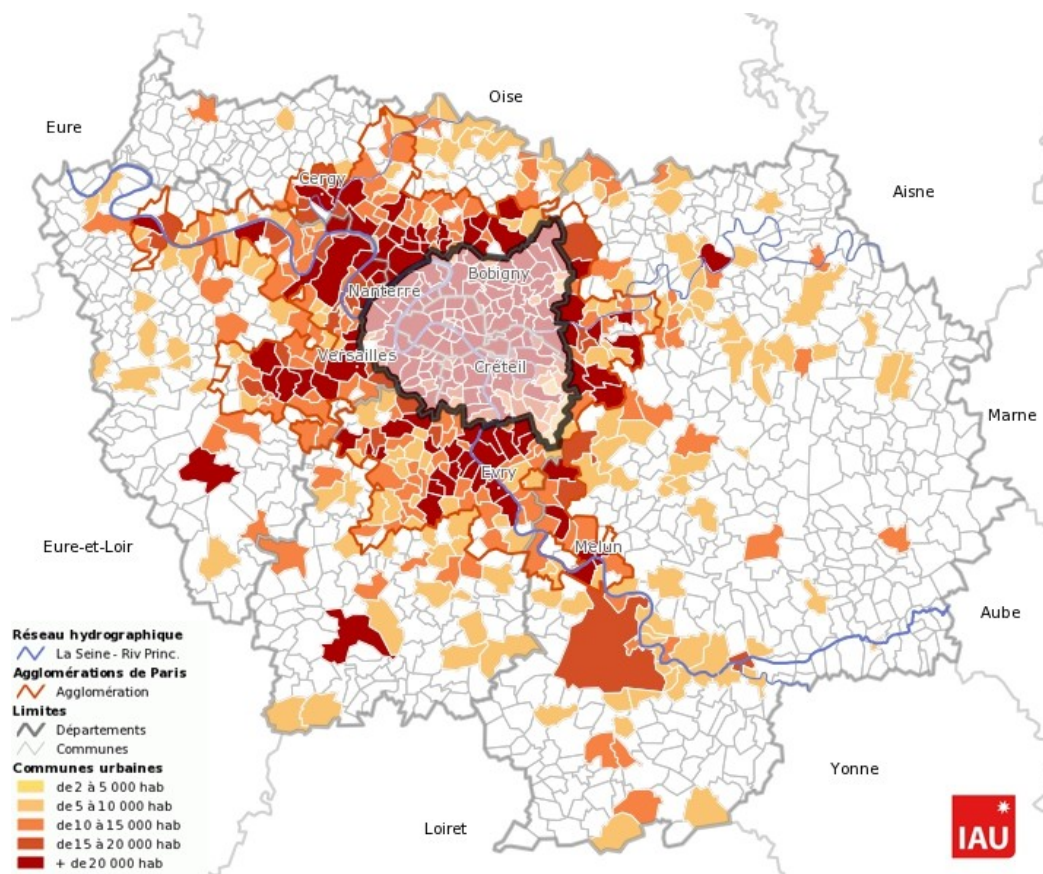 Oise
Eure
Aisne
Cergy
Bobigny
Nanterre
Versailles
Créteil
Marne
Evry
Eure-et-Loir
Melun
Aube
Réseau hydrographique
La Seine - Riv Princ.
Agglomérations de Paris
Agglomération
Limites
Départements
Communes
Communes urbaines
de 2 à 5 000 hab
de 5 à 10 000 hab
de 10 à 15 000 hab
de 15 à 20 000 hab
+ de 20 000 hab
Yonne
Loiret
IAU